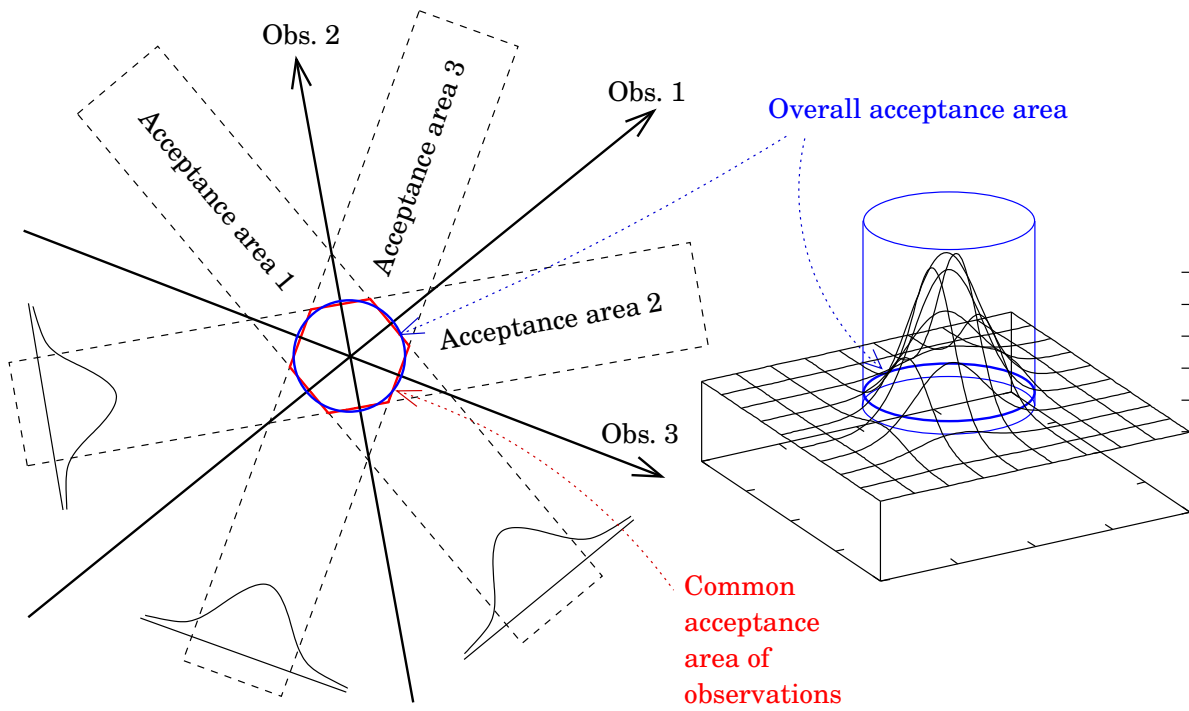 Obs. 2
Obs. 1
Overall acceptance area
Acceptance area 1
Acceptance area 3
Acceptance area 2
Obs. 3
Common
acceptance
area of
observations